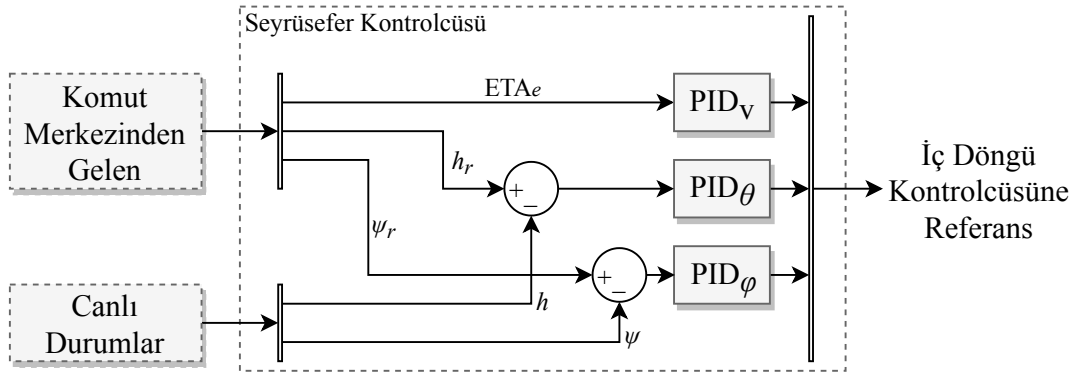 Seyrüsefer Kontrolcüsü
Komut
Merkezinden
Gelen
ETAe
PIDV
hr
+
−
PIDθ
İç Döngü
Kontrolcüsüne
Referans
ψr
+
−
PIDφ
Canlı
Durumlar
h
ψ